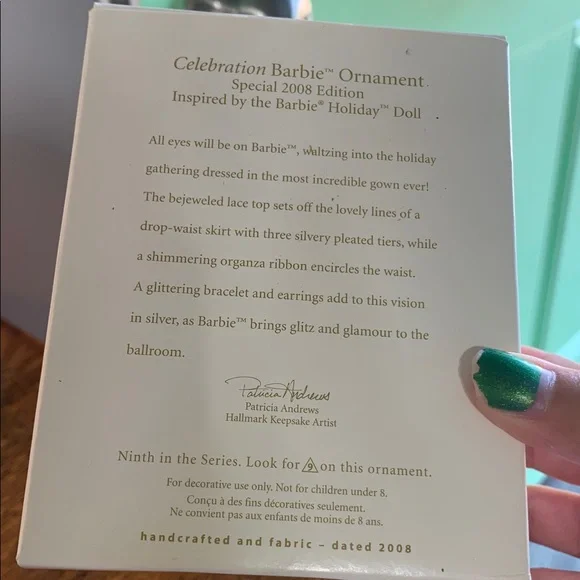 Celebration Barbie™ Ornament
Special 2008 Edition
Inspired by the Barbie® Holiday™ Doll
All eyes will be on Barbie™, waltzing into the holiday
gathering dressed in the most incredible gown ever!
The bejeweled lace top sets off the lovely lines of a
drop-waist skirt with three silvery pleated tiers, while
a shimmering organza ribbon encircles the waist.
A glittering bracelet and earrings add to this vision
in silver, as Barbie™ brings glitz and glamour to the
ballroom.
Patricia Andrews
Patricia Andrews
Hallmark Keepsake Artist
Ninth in the Series. Look for 9 on this ornament.
For decorative use only. Not for children under 8.
Conçu à des fins décoratives seulement.
Ne convient pas aux enfants de moins de 8 ans.
handcrafted and fabric – dated 2008